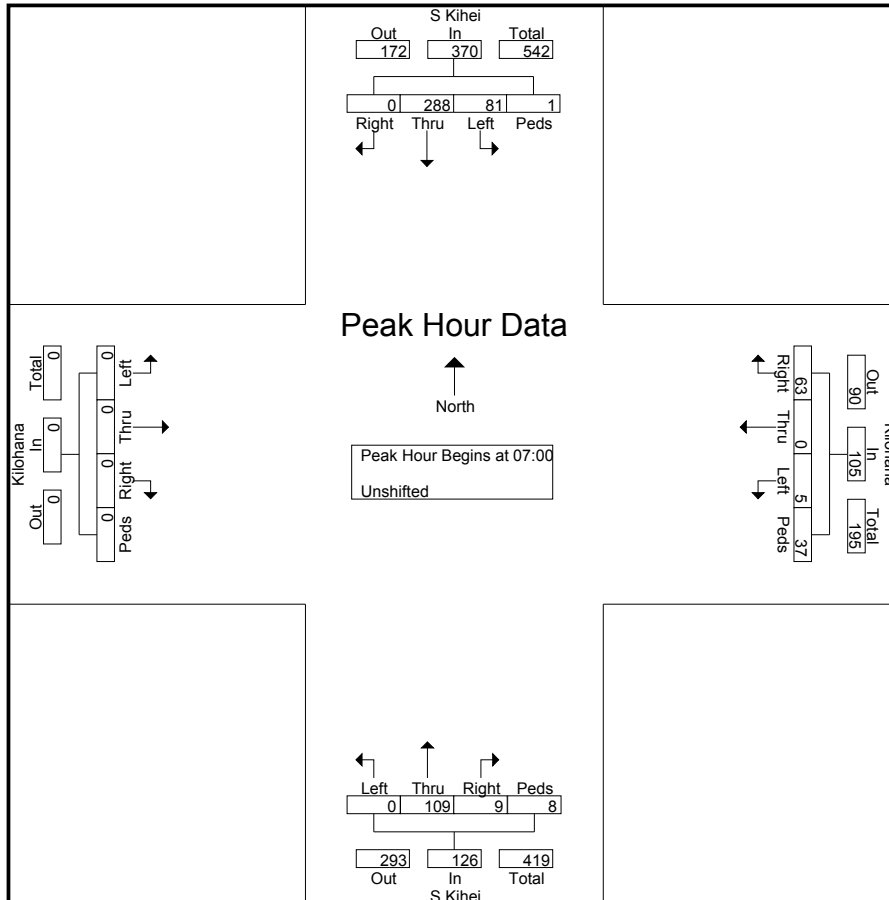 S Kihei
Out In Total
172 370 542
0 288 81 1
Right Thru Left Peds
Peak Hour Data
North
Peak Hour Begins at 07:00
Unshifted
Kilohana
Total In Out
0 0 0
0 0 0 0
Left Thru Right Peds
Right Thru Left Peds
63 0 5 37
Out In Total
90 105 195
Kilohana
Left Thru Right Peds
0 109 9 8
293 126 419
Out In Total
S Kihei